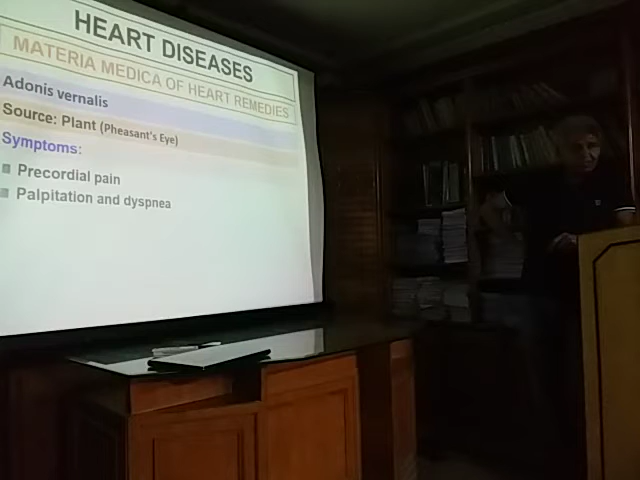 HEART DISEASES
MATERIA MEDICA OF HEART REMEDIES
Adonis vernalis
Source: Plant (Pheasant's Eye)
Symptoms:
Precordial pain
Palpitation and dyspnea